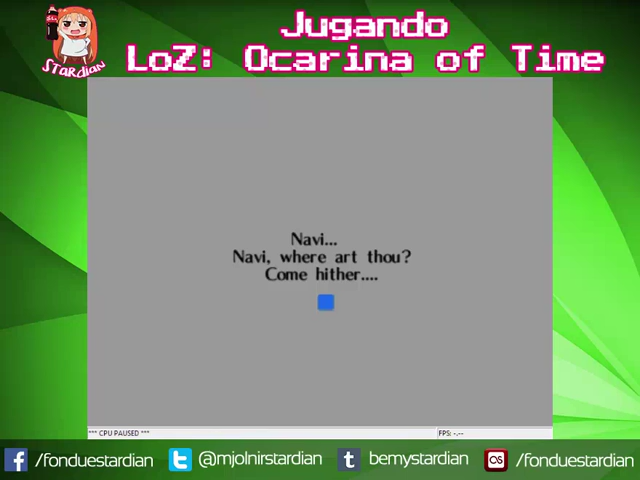 Jugando
LoZ: Ocarina of Time
STaRdian
Navi...
Navi, where art thou?
Come hither....
*** CPU PAUSED ***
FPS: -.--
/fonduestardian
@mjolnirstardian
bemystardian
/fonduestardian